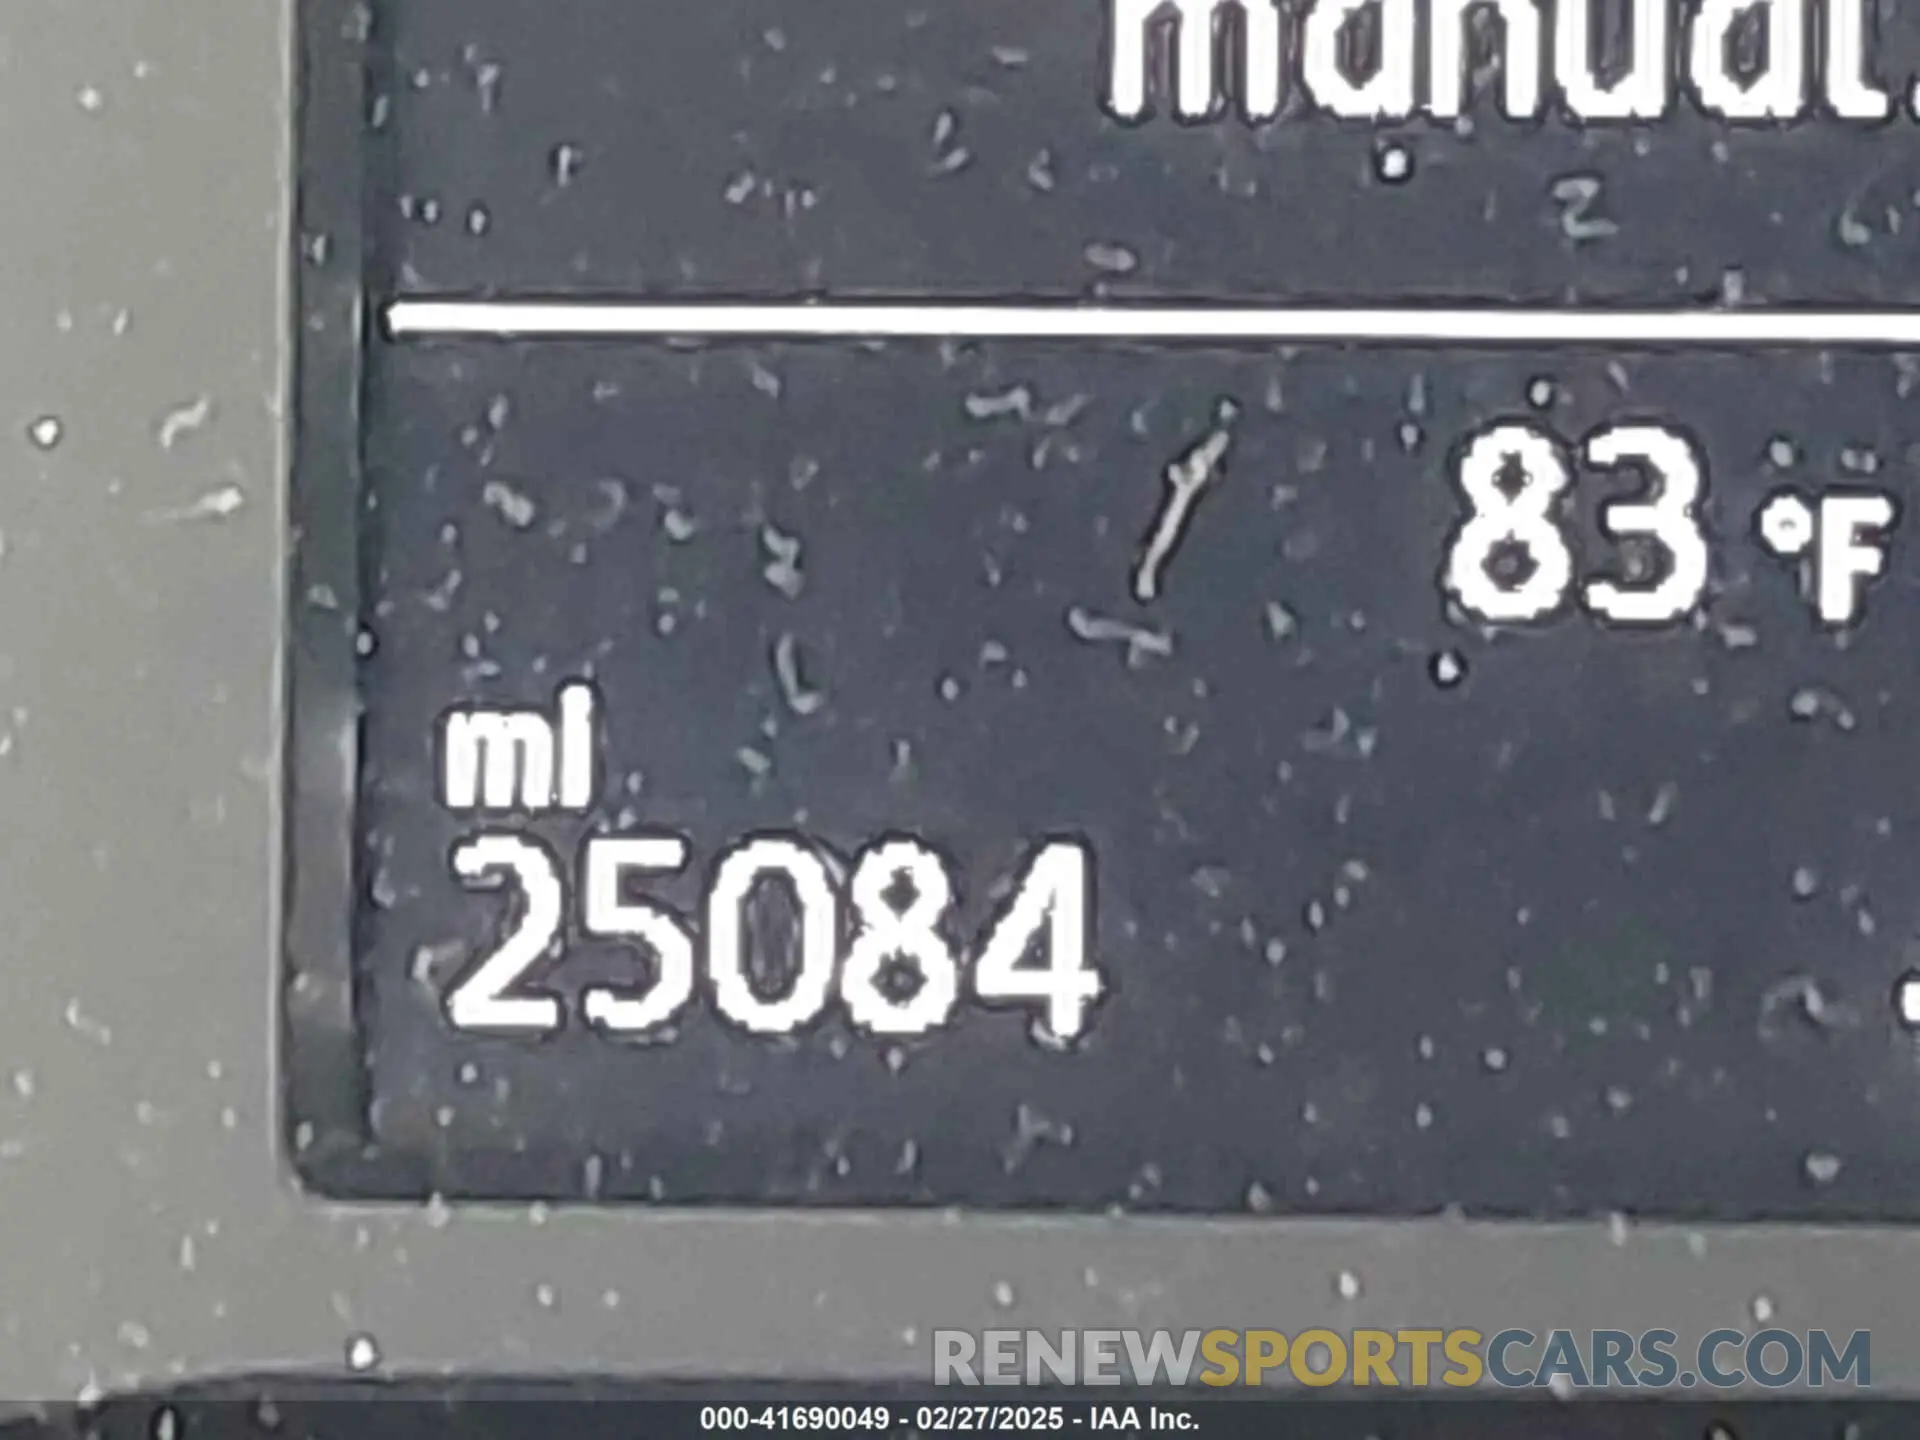 manual.
83 °F
mi
25084
RENEWSPORTSCARS.COM
000-41690049 - 02/27/2025 - IAA Inc.